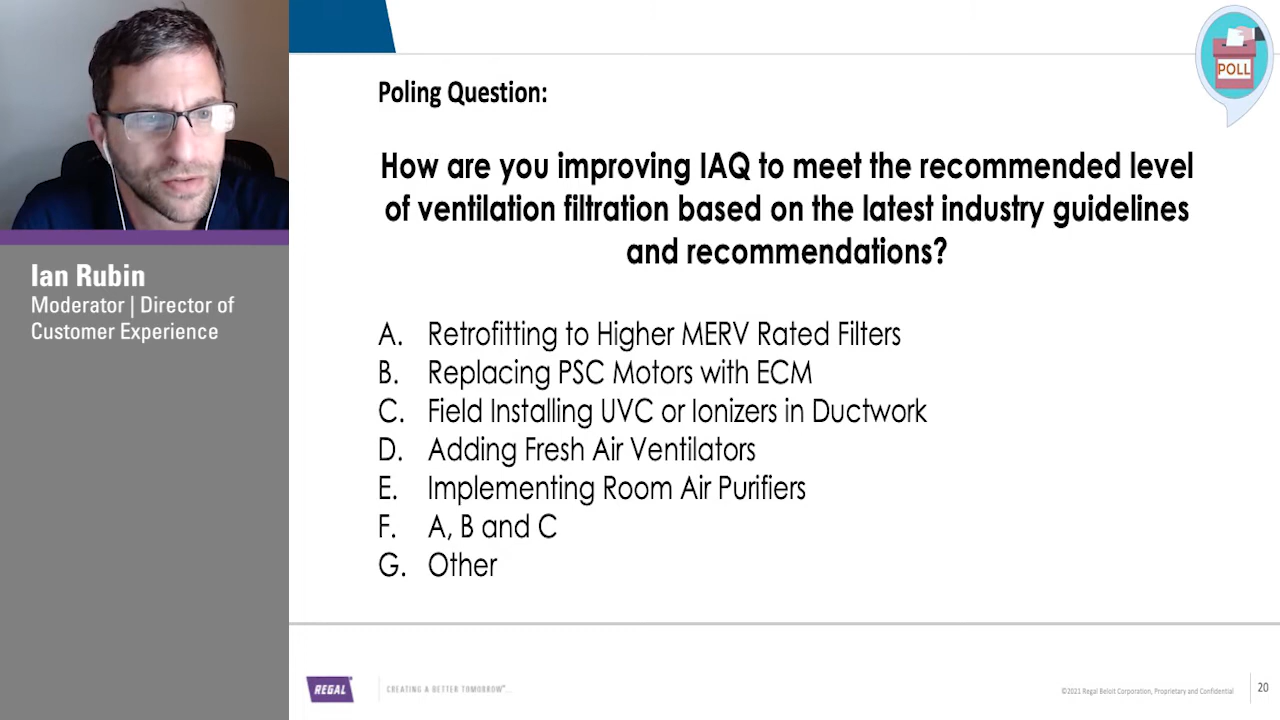 POLL
Poling Question:
How are you improving IAQ to meet the recommended level
of ventilation filtration based on the latest industry guidelines
and recommendations?
Ian Rubin
Moderator | Director of
Customer Experience
A. Retrofitting to Higher MERV Rated Filters
B. Replacing PSC Motors with ECM
C. Field Installing UVC or Ionizers in Ductwork
D. Adding Fresh Air Ventilators
E. Implementing Room Air Purifiers
F. A, B and C
G. Other
REGAL
CREATING A BETTER TOMORROW™...
©2021 Regal Beloit Corporation, Proprietary and Confidential
20